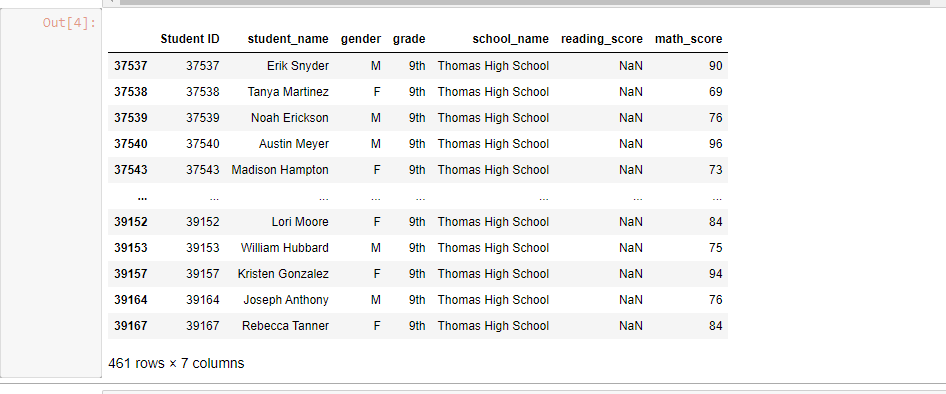 Out[4]:
Student ID student_name gender grade school_name reading_score math_score
37537 37537 Erik Snyder M 9th Thomas High School NaN 90
37538 37538 Tanya Martinez F 9th Thomas High School NaN 69
37539 37539 Noah Erickson M 9th Thomas High School NaN 76
37540 37540 Austin Meyer M 9th Thomas High School NaN 96
37543 37543 Madison Hampton F 9th Thomas High School NaN 73
... ... ... ... ... ... ... ...
39152 39152 Lori Moore F 9th Thomas High School NaN 84
39153 39153 William Hubbard M 9th Thomas High School NaN 75
39157 39157 Kristen Gonzalez F 9th Thomas High School NaN 94
39164 39164 Joseph Anthony M 9th Thomas High School NaN 76
39167 39167 Rebecca Tanner F 9th Thomas High School NaN 84
461 rows × 7 columns